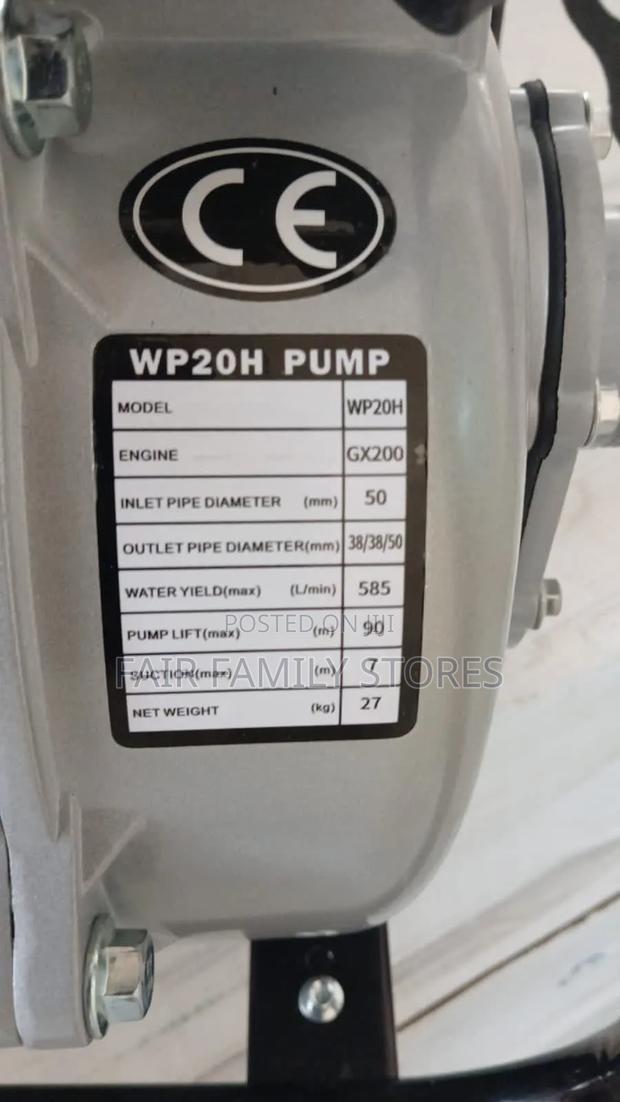 CE
WP20H PUMP
MODEL WP20H
ENGINE GX200
INLET PIPE DIAMETER (mm) 50
OUTLET PIPE DIAMETER(mm) 38/38/50
WATER YIELD(max) (L/min) 585
POSTED ON JIJI
PUMP LIFT(max) (m) 90
FAIR FAMILY STORES
SUCTION(max) (m) 7
NET WEIGHT (kg) 27